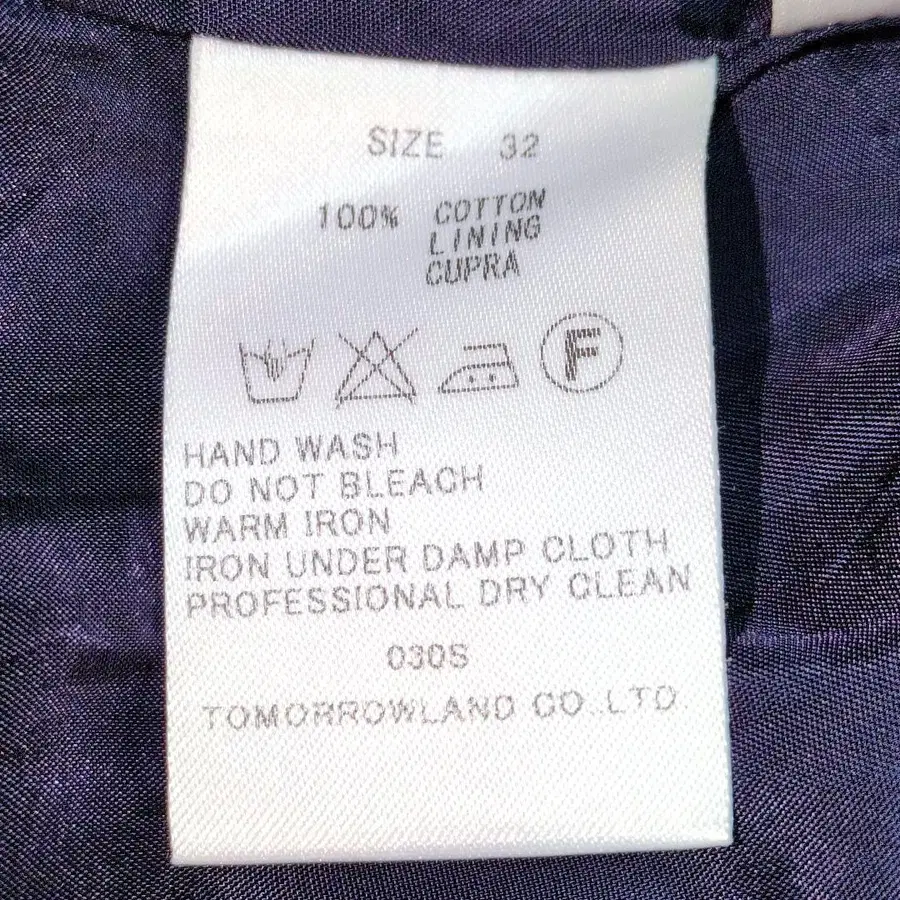 SIZE 32
100% COTTON
LINING
CUPRA
F
HAND WASH
DO NOT BLEACH
WARM IRON
IRON UNDER DAMP CLOTH
PROFESSIONAL DRY CLEAN
030S
TOMORROWLAND CO.,LTD.